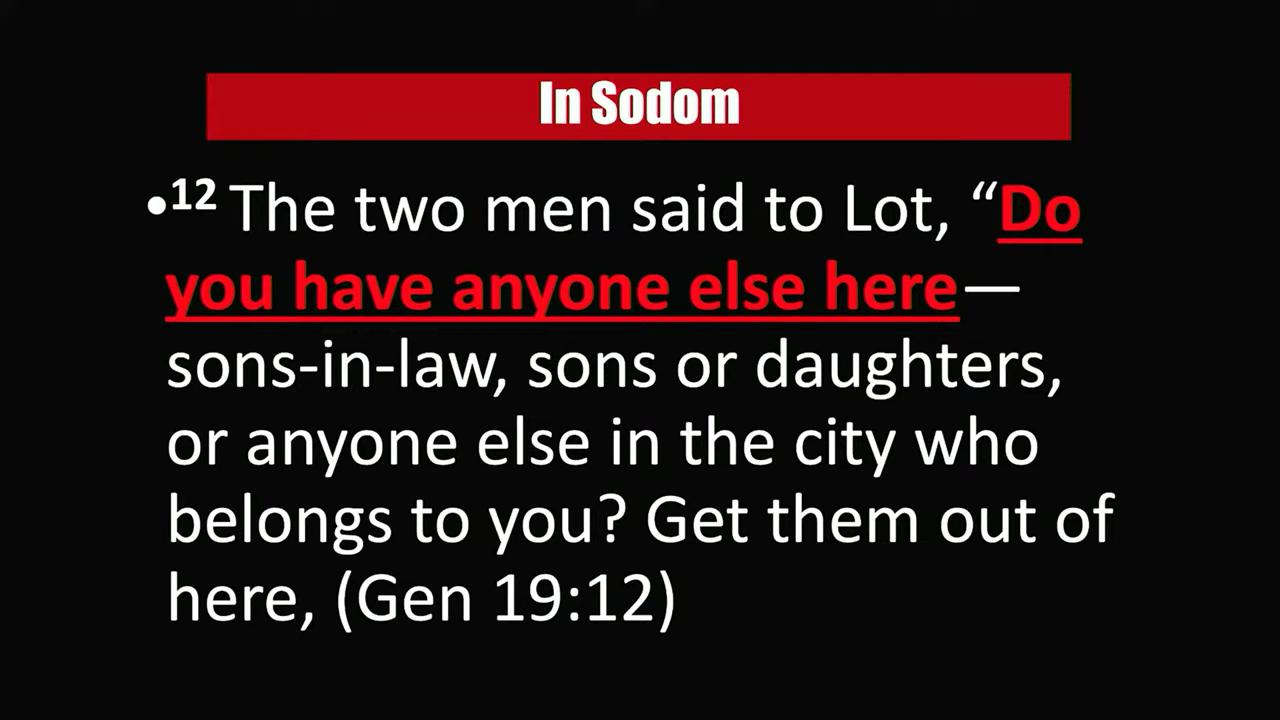 In Sodom
•12 The two men said to Lot, “Do
you have anyone else here—
sons-in-law, sons or daughters,
or anyone else in the city who
belongs to you? Get them out of
here, (Gen 19:12)